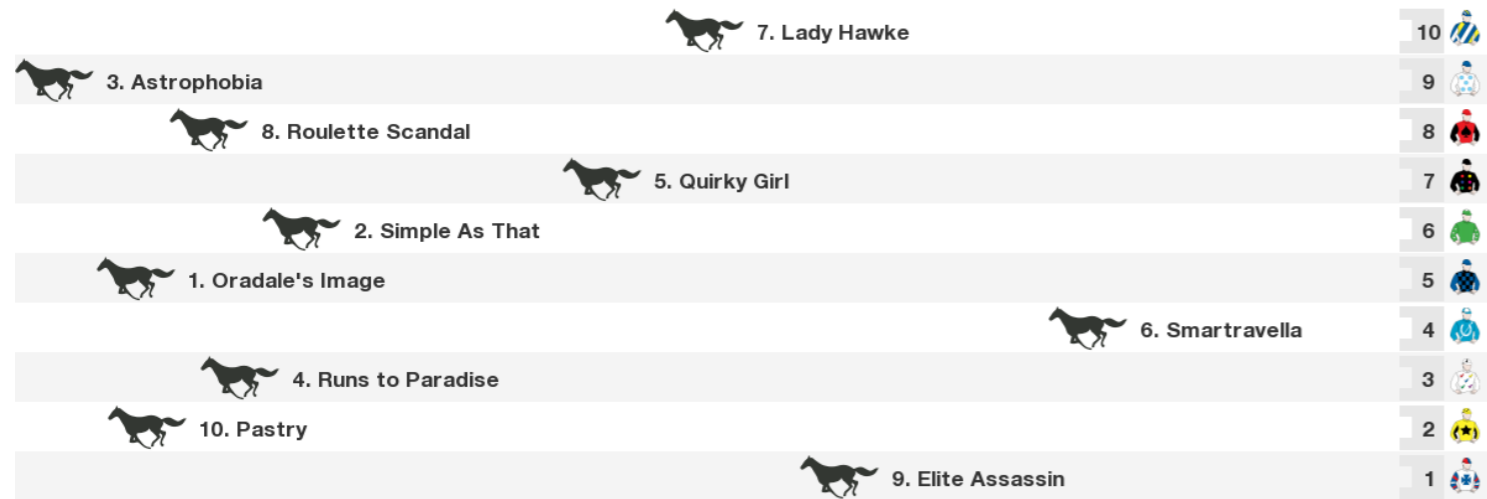 7. Lady Hawke 10
3. Astrophobia 9
8. Roulette Scandal 8
5. Quirky Girl 7
2. Simple As That 6
1. Oradale's Image 5
6. Smartravella 4
4. Runs to Paradise 3
10. Pastry 2
9. Elite Assassin 1